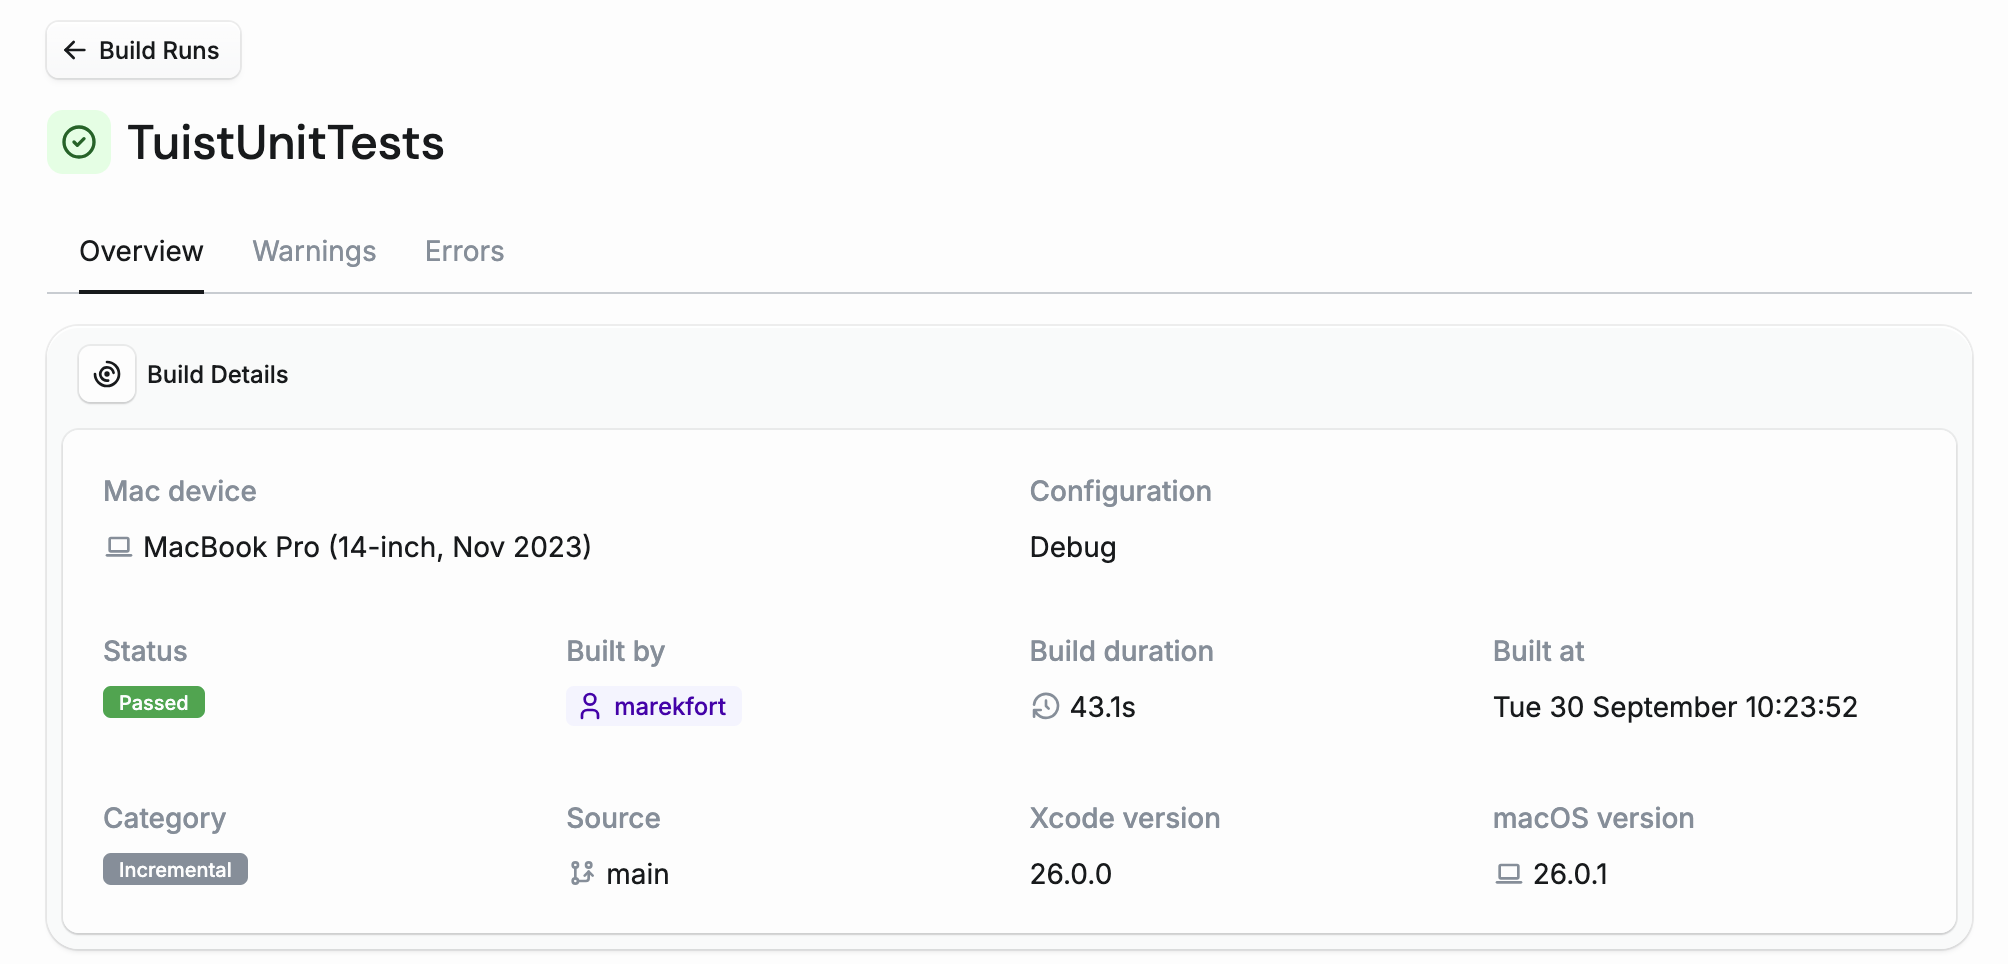 Build Runs
TuistUnitTests
Overview Warnings Errors
Build Details
Mac device Configuration
MacBook Pro (14-inch, Nov 2023) Debug
Status Built by Build duration Built at
Passed marekfort 43.1s Tue 30 September 10:23:52
Category Source Xcode version macOS version
Incremental main 26.0.0 26.0.1